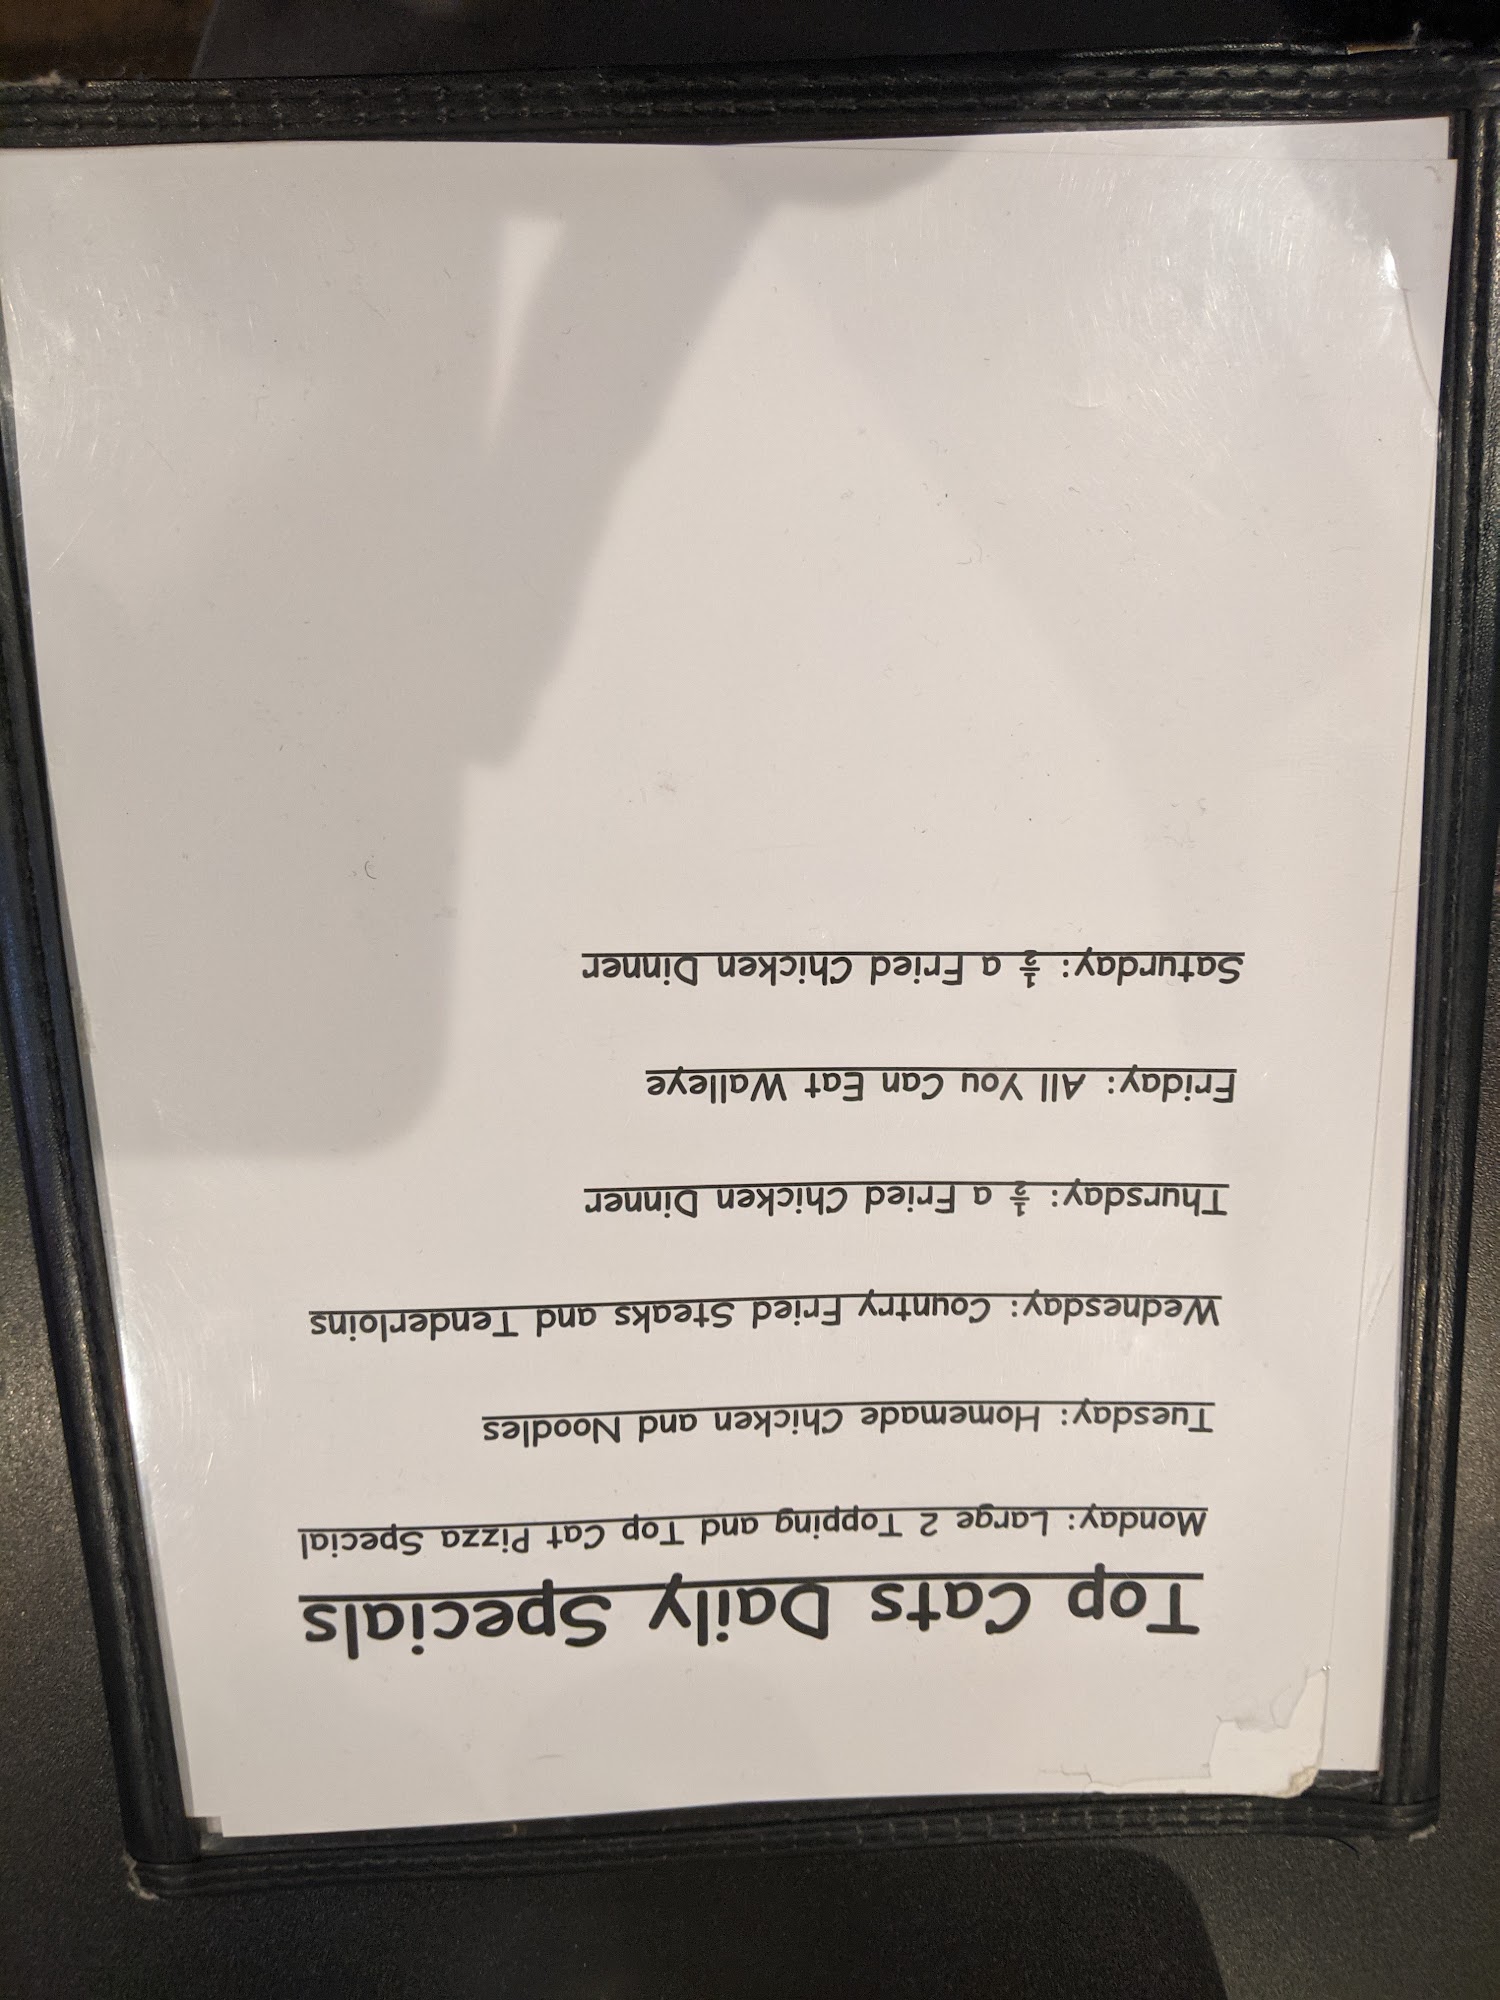 Top Cats Daily Specials
Monday: Large 2 Topping and Top Cat Pizza Special
Tuesday: Homemade Chicken and Noodles
Wednesday: Country Fried Steaks and Tenderloins
Thursday: ½ a Fried Chicken Dinner
Friday: All You Can Eat Walleye
Saturday: ½ a Fried Chicken Dinner